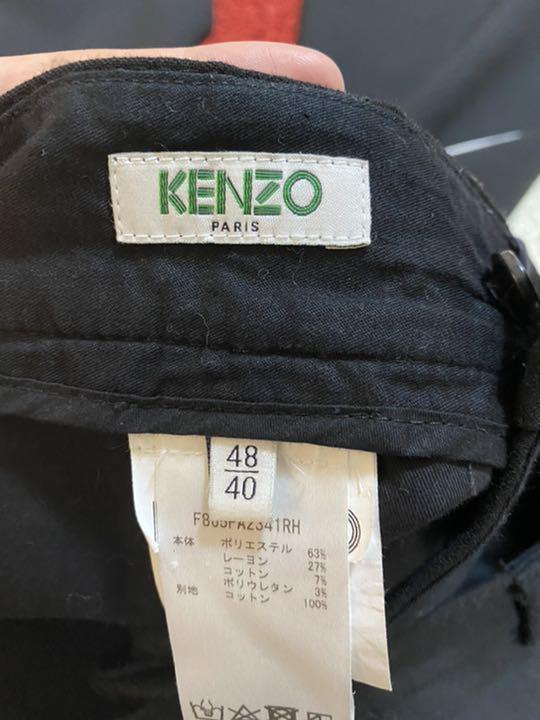 KENZO
PARIS
48
40
F865PA2341RH
本体 ポリエステル 63%
レーヨン 27%
コットン 7%
ポリウレタン 3%
別地 コットン 100%